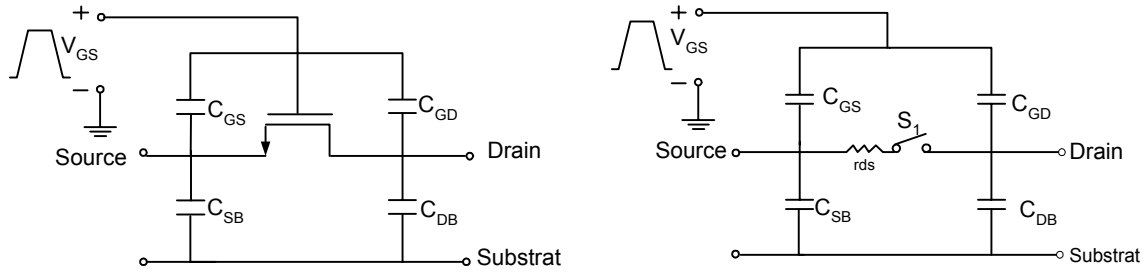 +
V_GS
−
C_GS
C_GD
Source
Drain
C_SB
C_DB
Substrat
+
V_GS
−
C_GS
C_GD
S_1
Source
rds
Drain
C_SB
C_DB
Substrat